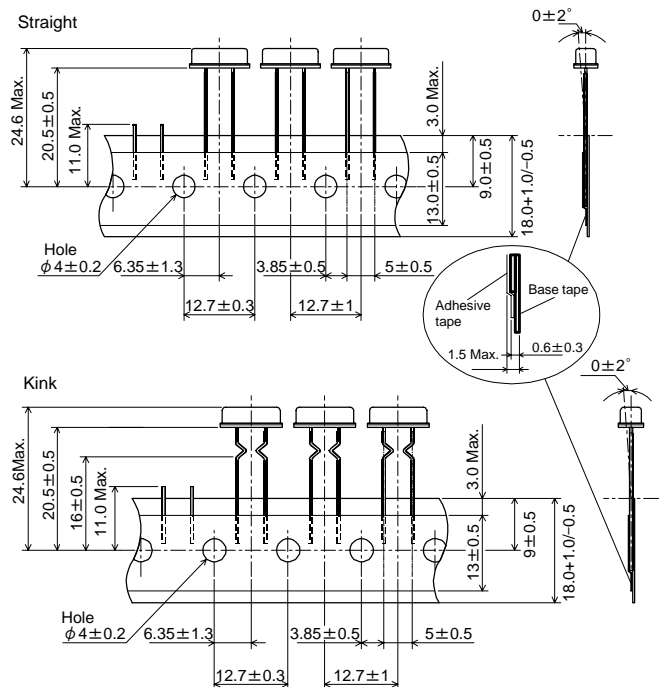 Straight
0±2°
24.6 Max.
20.5±0.5
11.0 Max.
3.0 Max.
13.0±0.5
9.0±0.5
18.0+1.0/−0.5
Hole
φ4±0.2
6.35±1.3
3.85±0.5
5±0.5
12.7±0.3
12.7±1
Adhesive
tape
Base tape
1.5 Max.
0.6±0.3
Kink
0±2°
24.6Max.
20.5±0.5
16±0.5
11.0 Max.
3.0 Max.
13±0.5
9±0.5
18.0+1.0/−0.5
Hole
φ4±0.2
6.35±1.3
3.85±0.5
5±0.5
12.7±0.3
12.7±1